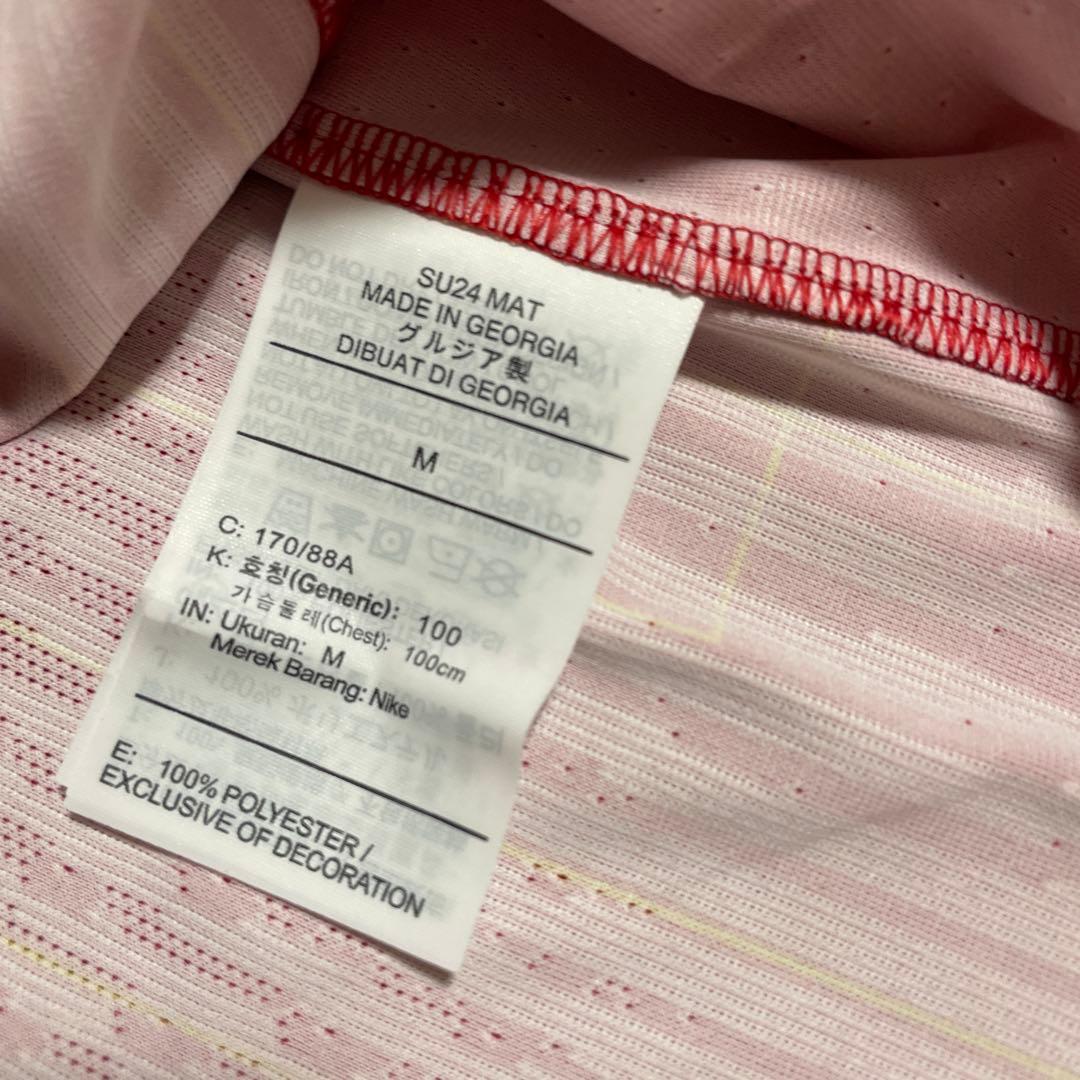 SU24 MAT
MADE IN GEORGIA
グルジア製
DIBUAT DI GEORGIA
M
C: 170/88A
K: 호칭(Generic): 100
가슴둘레(Chest): 100cm
IN: Ukuran: M
Merek Barang: Nike
E: 100% POLYESTER /
EXCLUSIVE OF DECORATION